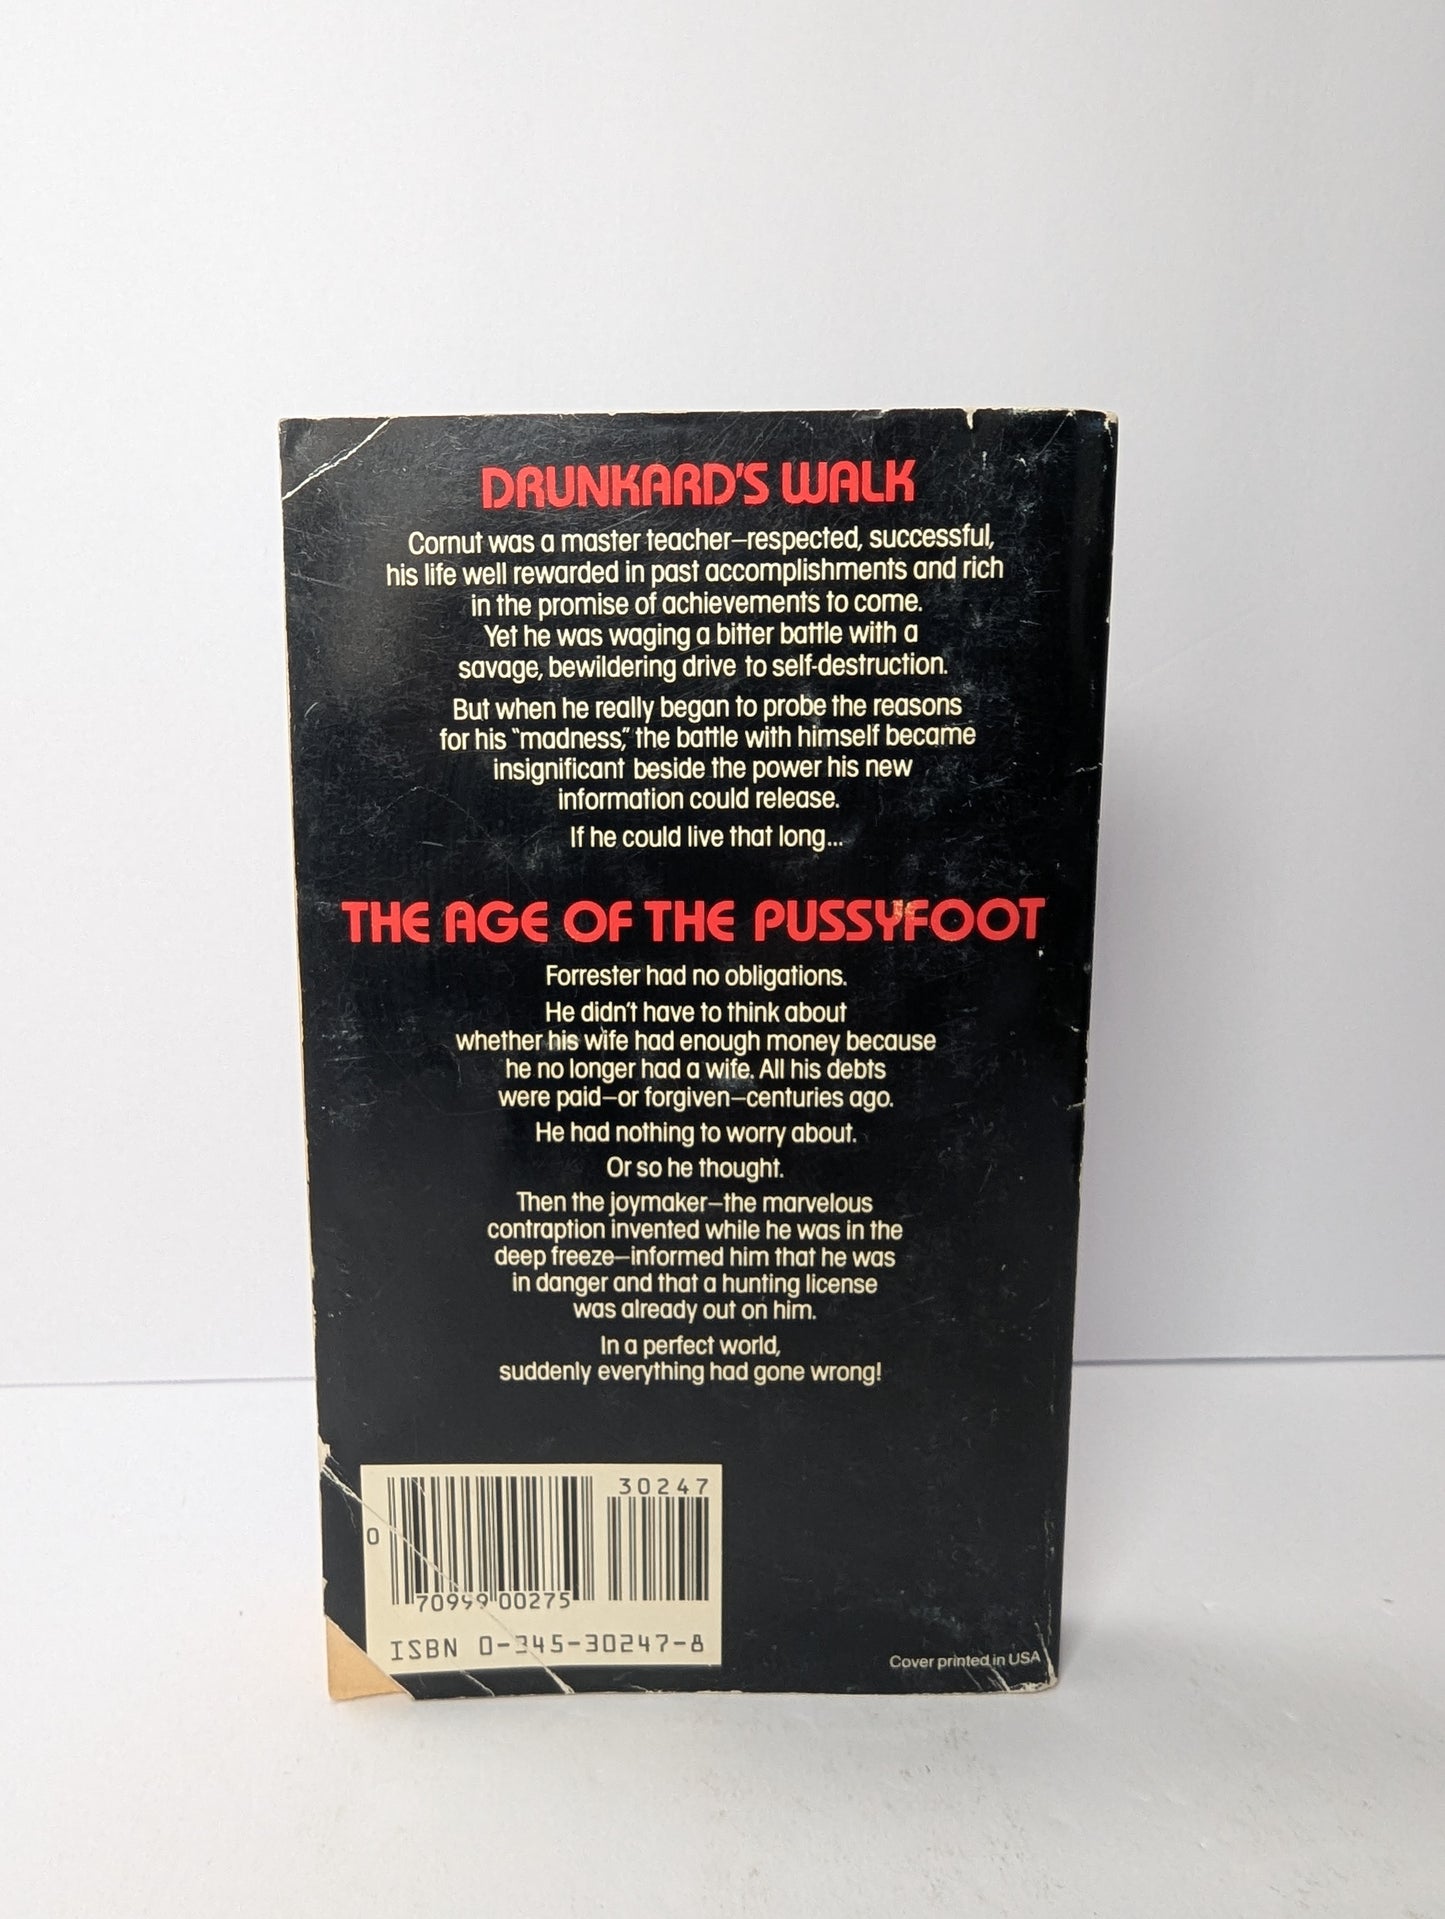 DRUNKARD'S WALK
Cornut was a master teacher—respected, successful,
his life well rewarded in past accomplishments and rich
in the promise of achievements to come.
Yet he was waging a bitter battle with a
savage, bewildering drive to self-destruction.
But when he really began to probe the reasons
for his "madness," the battle with himself became
insignificant beside the power his new
information could release.
If he could live that long...
THE AGE OF THE PUSSYFOOT
Forrester had no obligations.
He didn't have to think about
whether his wife had enough money because
he no longer had a wife. All his debts
were paid—or forgiven—centuries ago.
He had nothing to worry about.
Or so he thought.
Then the joymaker—the marvelous
contraption invented while he was in the
deep freeze—informed him that he was
in danger and that a hunting license
was already out on him.
In a perfect world,
suddenly everything had gone wrong!
30247
0
70999 00275
ISBN 0-345-30247-8
Cover printed in USA